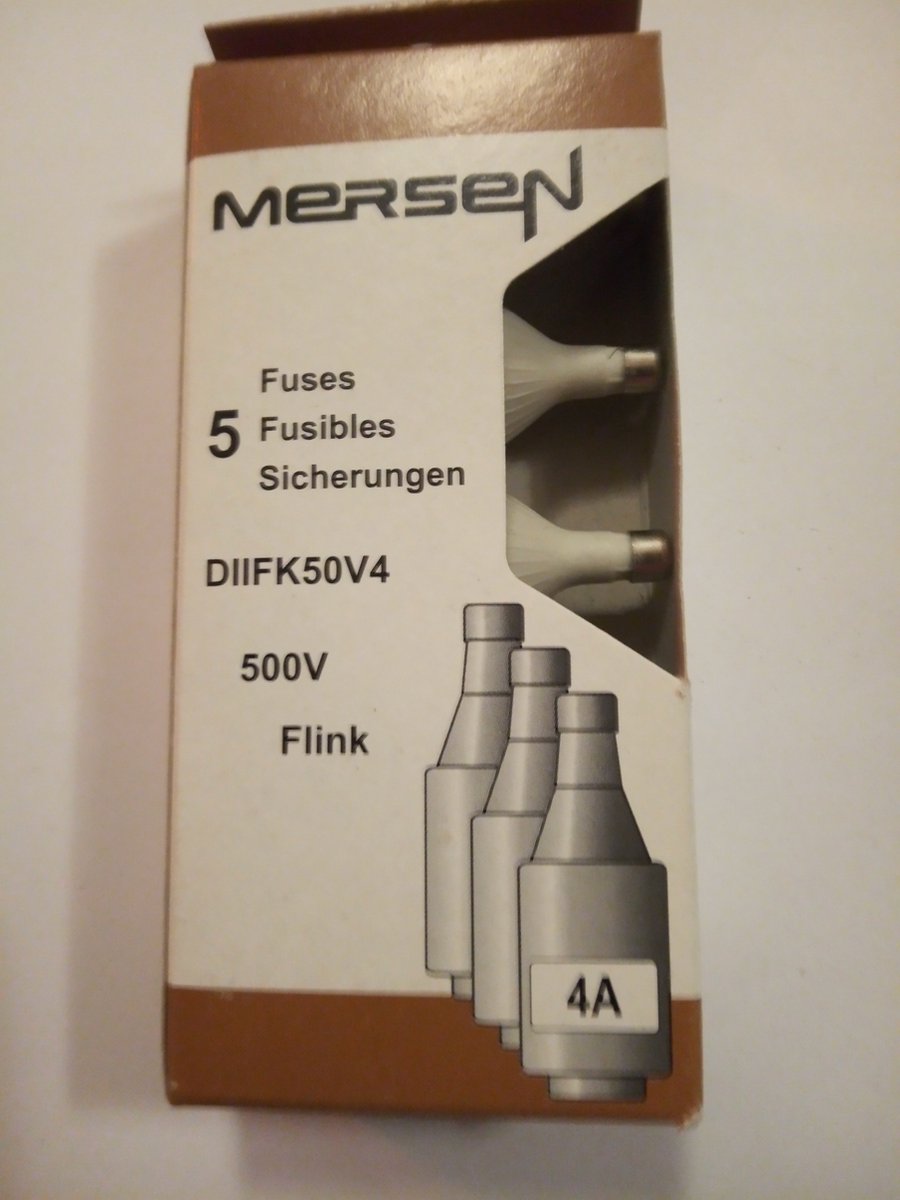 MERSEN
5
Fuses
Fusibles
Sicherungen
DIIFK50V4
500V
Flink
4A